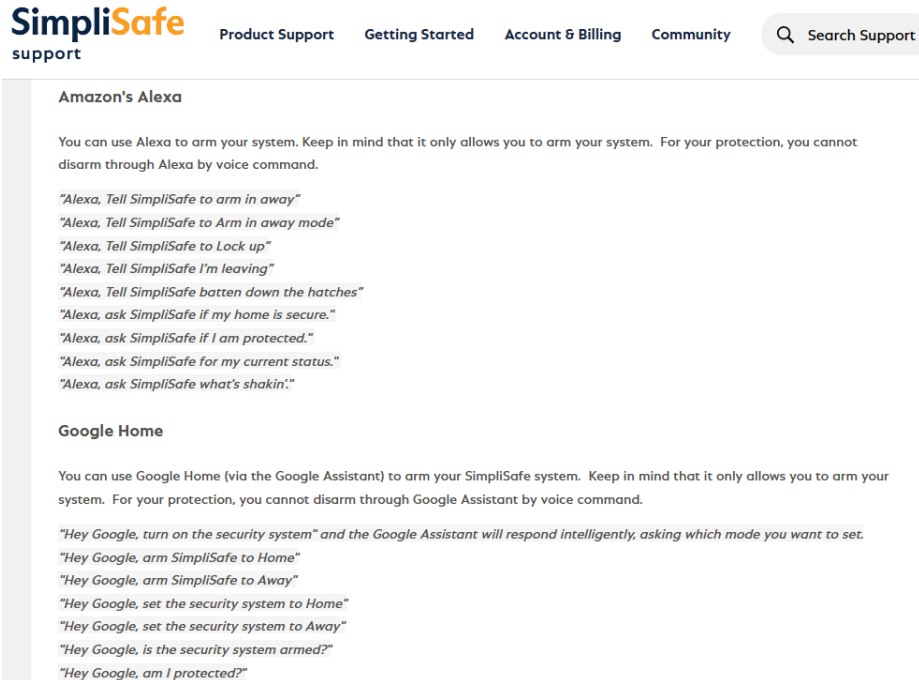 SimpliSafe
support
Product Support Getting Started Account & Billing Community Search Support
Amazon's Alexa
You can use Alexa to arm your system. Keep in mind that it only allows you to arm your system.  For your protection, you cannot
disarm through Alexa by voice command.
"Alexa, Tell SimpliSafe to arm in away"
"Alexa, Tell SimpliSafe to Arm in away mode"
"Alexa, Tell SimpliSafe to Lock up"
"Alexa, Tell SimpliSafe I'm leaving"
"Alexa, Tell SimpliSafe batten down the hatches"
"Alexa, ask SimpliSafe if my home is secure."
"Alexa, ask SimpliSafe if I am protected."
"Alexa, ask SimpliSafe for my current status."
"Alexa, ask SimpliSafe what's shakin'."
Google Home
You can use Google Home (via the Google Assistant) to arm your SimpliSafe system.  Keep in mind that it only allows you to arm your
system.  For your protection, you cannot disarm through Google Assistant by voice command.
"Hey Google, turn on the security system" and the Google Assistant will respond intelligently, asking which mode you want to set.
"Hey Google, arm SimpliSafe to Home"
"Hey Google, arm SimpliSafe to Away"
"Hey Google, set the security system to Home"
"Hey Google, set the security system to Away"
"Hey Google, is the security system armed?"
"Hey Google, am I protected?"